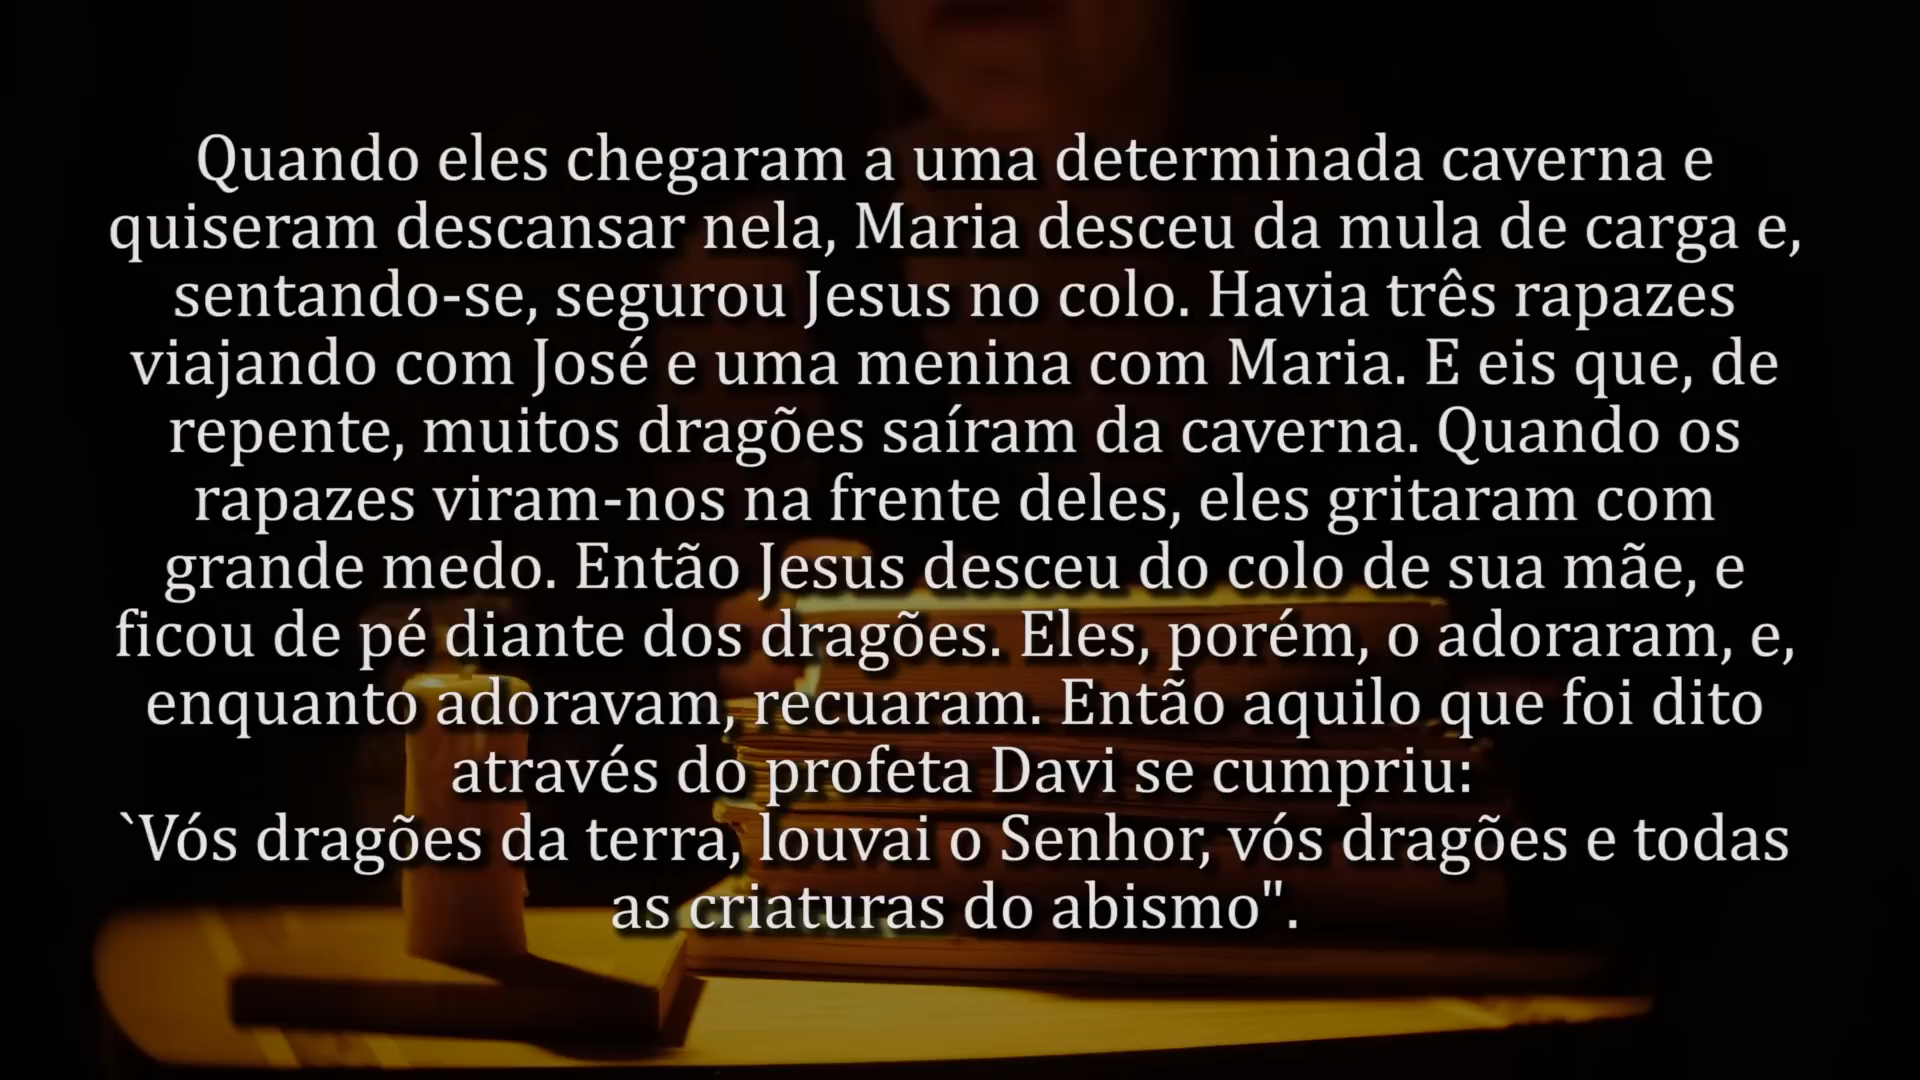 Quando eles chegaram a uma determinada caverna e
quiseram descansar nela, Maria desceu da mula de carga e,
sentando-se, segurou Jesus no colo. Havia três rapazes
viajando com José e uma menina com Maria. E eis que, de
repente, muitos dragões saíram da caverna. Quando os
rapazes viram-nos na frente deles, eles gritaram com
grande medo. Então Jesus desceu do colo de sua mãe, e
ficou de pé diante dos dragões. Eles, porém, o adoraram, e,
enquanto adoravam, recuaram. Então aquilo que foi dito
através do profeta Davi se cumpriu:
`Vós dragões da terra, louvai o Senhor, vós dragões e todas
as criaturas do abismo".